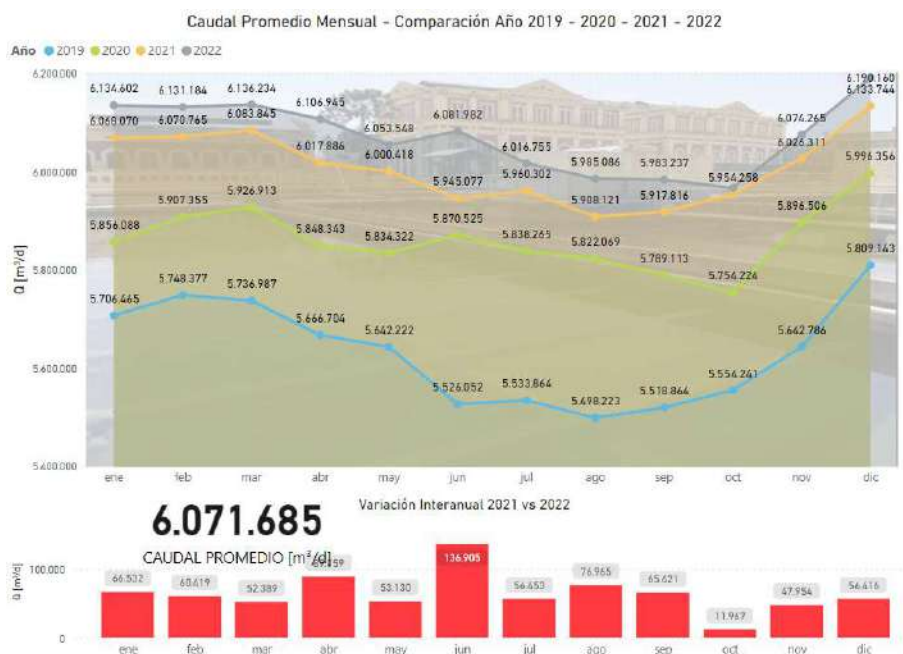 Caudal Promedio Mensual - Comparación Año 2019 - 2020 - 2021 - 2022
Año 2019 2020 2021 2022
Q [m³/d]
6.200.000
6.000.000
5.800.000
5.600.000
5.400.000
6.134.602 6.131.184 6.136.234 6.106.945 6.053.548 6.081.982 6.016.755 5.985.086 5.983.237 6.074.265 6.190.160
6.068.070 6.070.765 6.083.845 6.017.886 6.000.418 5.945.077 5.960.302 5.908.121 5.917.816 5.954.258 6.026.311 6.133.744
5.856.088 5.907.355 5.926.913 5.848.343 5.834.322 5.870.525 5.838.265 5.822.069 5.789.113 5.754.224 5.896.506 5.996.356
5.706.465 5.748.377 5.736.987 5.666.704 5.642.222 5.526.052 5.533.864 5.498.223 5.518.864 5.554.241 5.642.786 5.809.143
ene feb mar abr may jun jul ago sep oct nov dic
Variación Interanual 2021 vs 2022
6.071.685
CAUDAL PROMEDIO [m³/d]
Q [m³/d]
100.000
0
66.532 60.419 52.389 53.130 136.905 56.453 76.965 65.421 11.967 47.954 56.416
ene feb mar abr may jun jul ago sep oct nov dic